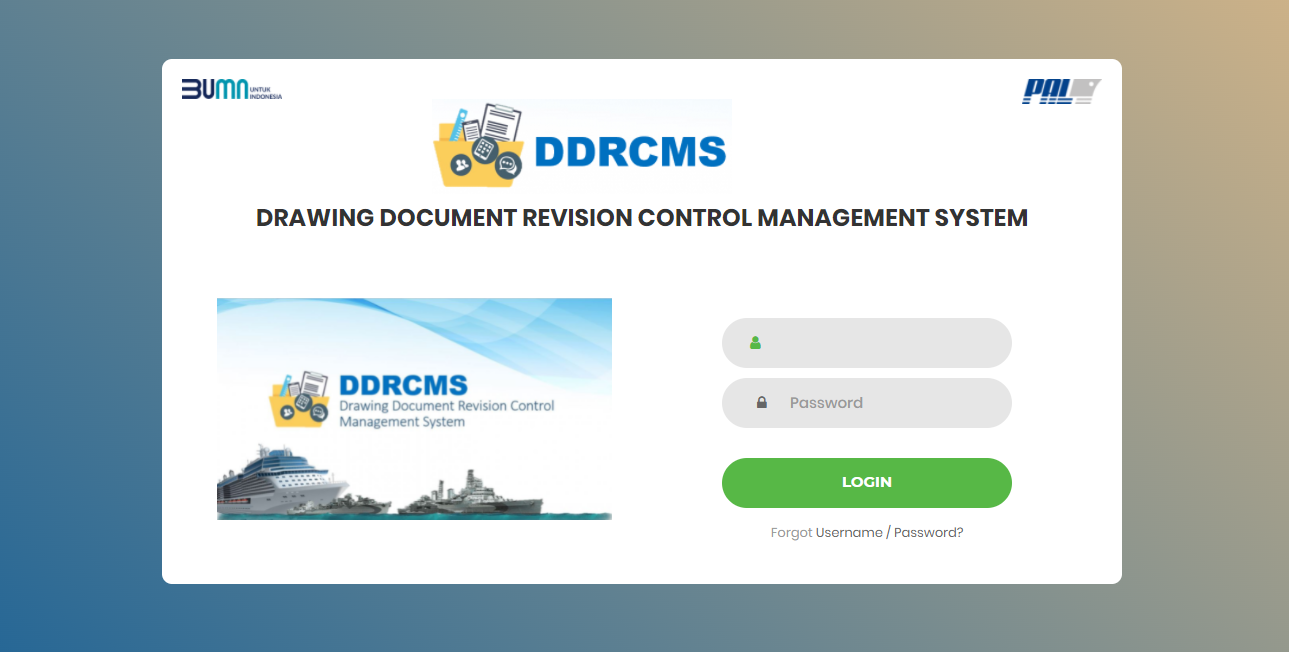 BUMN UNTUK
INDONESIA
PAL
DDRCMS
DRAWING DOCUMENT REVISION CONTROL MANAGEMENT SYSTEM
DDRCMS
Drawing Document Revision Control
Management System
Password
LOGIN
Forgot Username / Password?